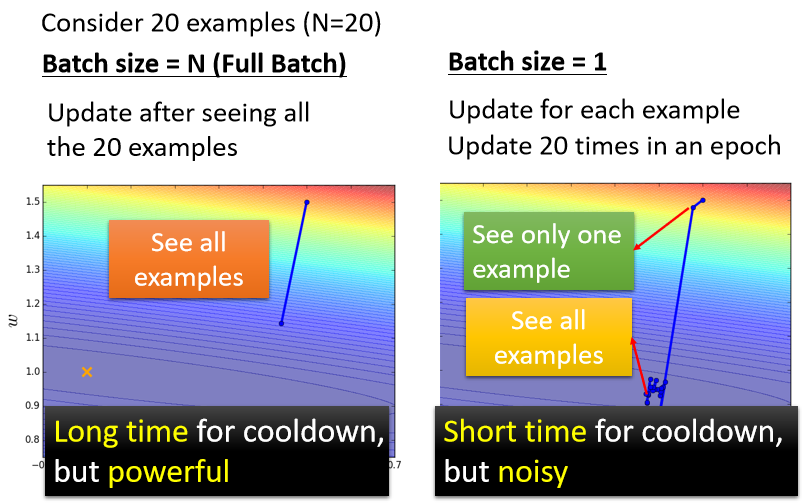 Consider 20 examples (N=20)
Batch size = N (Full Batch)
Update after seeing all
the 20 examples
See all
examples
1.5
1.4
1.3
1.2
1.1
1.0
0.9
0.8
w
0.7
Long time for cooldown,
but powerful
Batch size = 1
Update for each example
Update 20 times in an epoch
See only one
example
See all
examples
Short time for cooldown,
but noisy